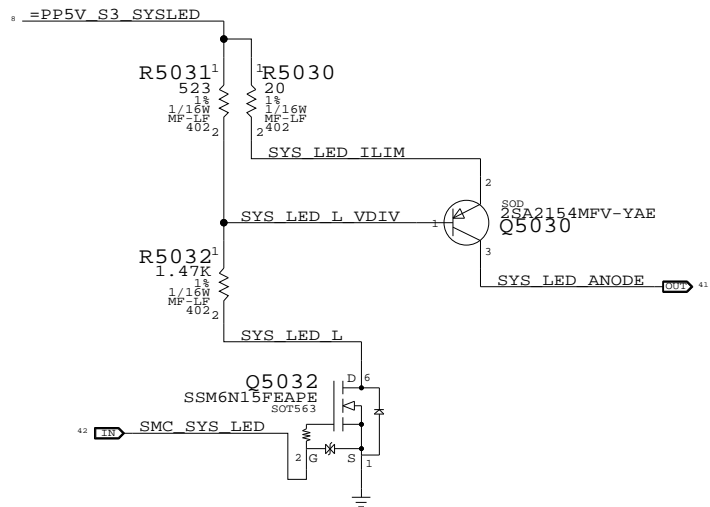 8 =PP5V_S3_SYSLED
R5031 1
523
1%
1/16W
MF-LF
402 2
1 R5030
20
1%
1/16W
MF-LF
2 402
SYS_LED_ILIM
2
SOD
2SA2154MFV-YAE
Q5030
1
3
SYS_LED_L_VDIV
R5032 1
1.47K
1%
1/16W
MF-LF
402 2
SYS_LED_ANODE
OUT 41
SYS_LED_L
Q5032
SSM6N15FEAPE
SOT563
D 6
42 IN SMC_SYS_LED
2 G S 1